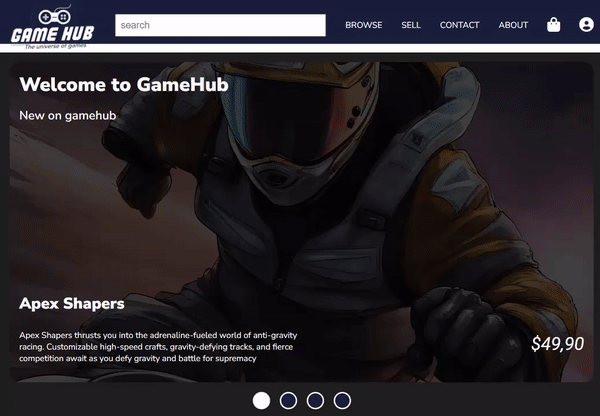 GAME HUB
The universe of games
search
BROWSE
SELL
CONTACT
ABOUT
Welcome to GameHub
New on gamehub
Apex Shapers
Apex Shapers thrusts you into the adrenaline-fueled world of anti-gravity
racing. Customizable high-speed crafts, gravity-defying tracks, and fierce
competition await as you defy gravity and battle for supremacy
$49,90